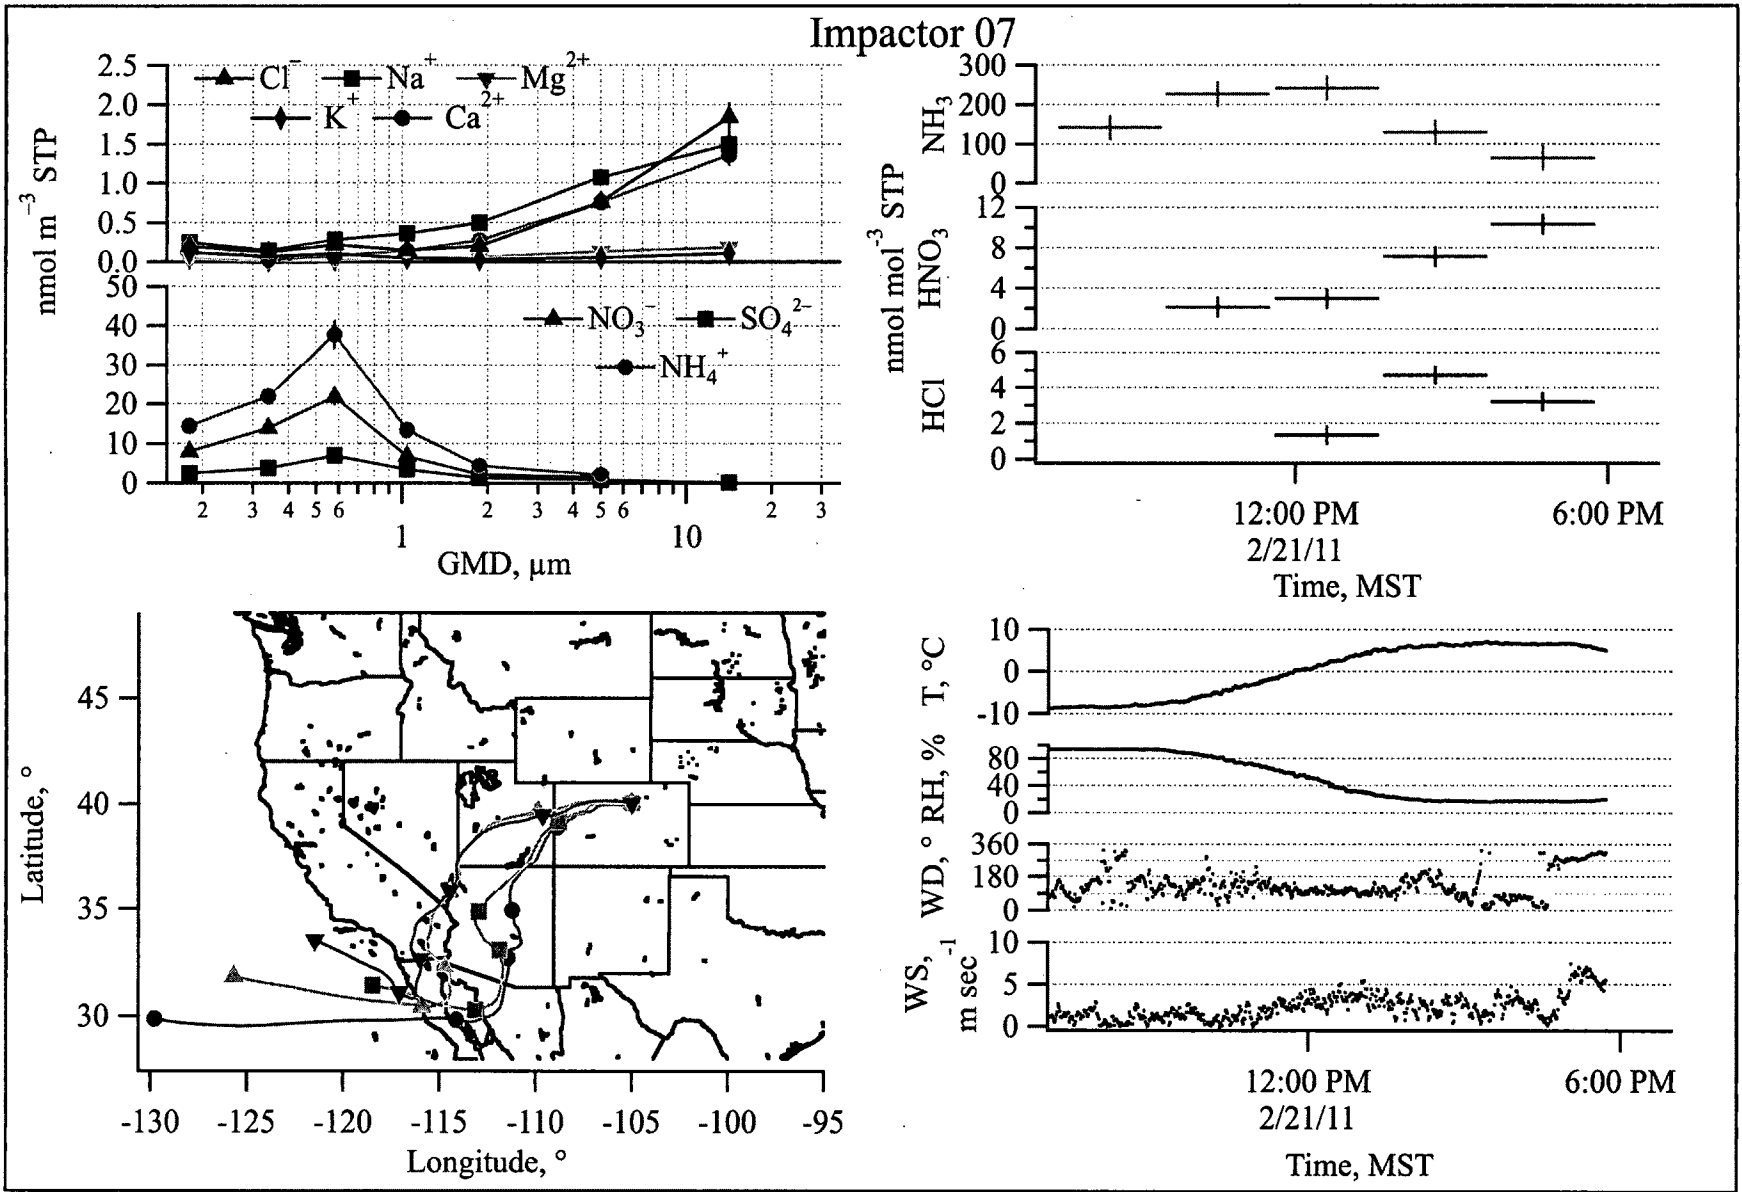 Impactor 07
2.5
2.0
1.5
1.0
0.5
0.0
Cl⁻ Na⁺ Mg²⁺
K⁺ Ca²⁺
nmol m⁻³ STP
50
40
30
20
10
0
NO₃⁻ SO₄²⁻
NH₄⁺
2 3 4 5 6 2 3 4 5 6 2 3
1 10
GMD, µm
300
200
100
0
NH₃
12
8
4
0
HNO₃
6
4
2
0
HCl
nmol mol⁻³ STP
12:00 PM 6:00 PM
2/21/11
Time, MST
45
40
35
30
Latitude, °
-130 -125 -120 -115 -110 -105 -100 -95
Longitude, °
10
0
-10
T, °C
80
40
0
RH, %
360
180
0
WD, °
10
5
0
WS,
m sec⁻¹
12:00 PM 6:00 PM
2/21/11
Time, MST